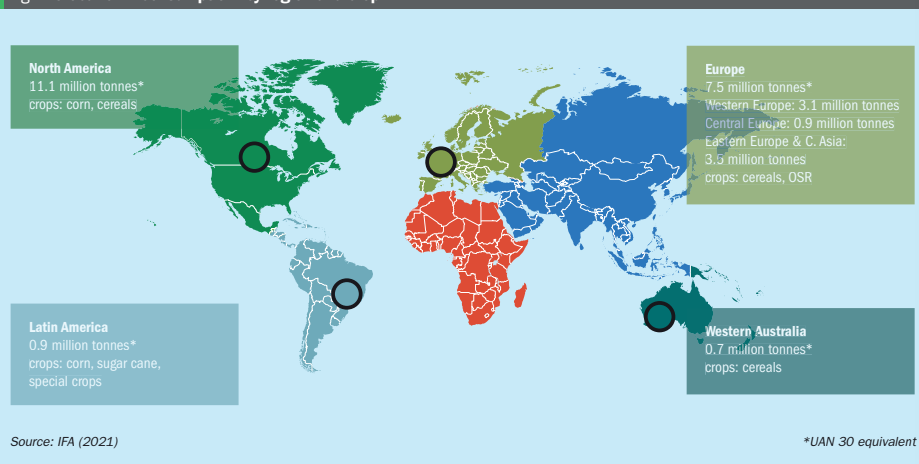 North America
11.1 million tonnes*
crops: corn, cereals
Europe
7.5 million tonnes*
Western Europe: 3.1 million tonnes
Central Europe: 0.9 million tonnes
Eastern Europe & C. Asia:
3.5 million tonnes
crops: cereals, OSR
Latin America
0.9 million tonnes*
crops: corn, sugar cane,
special crops
Western Australia
0.7 million tonnes*
crops: cereals
Source: IFA (2021)
*UAN 30 equivalent